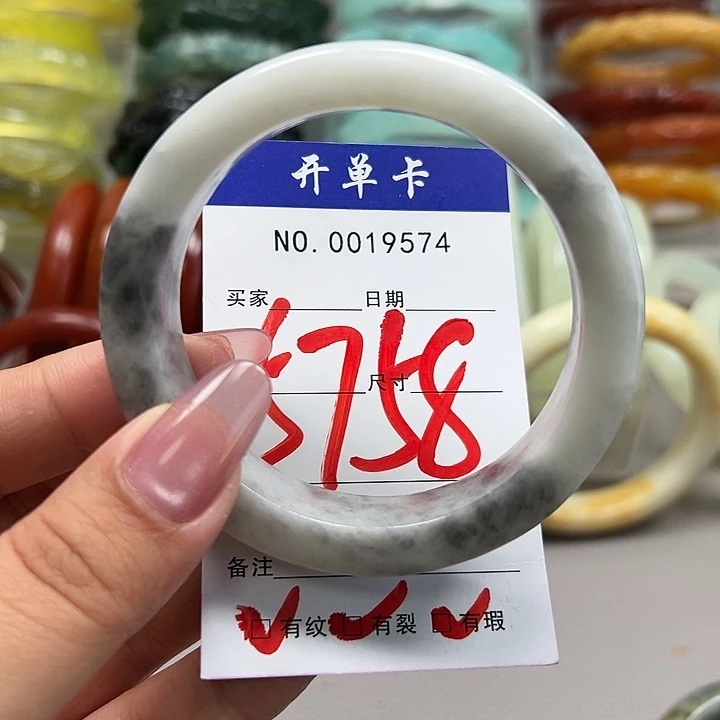 开单卡
NO. 0019574
买家 日期
5758
尺寸
备注
有纹 有裂 有瑕